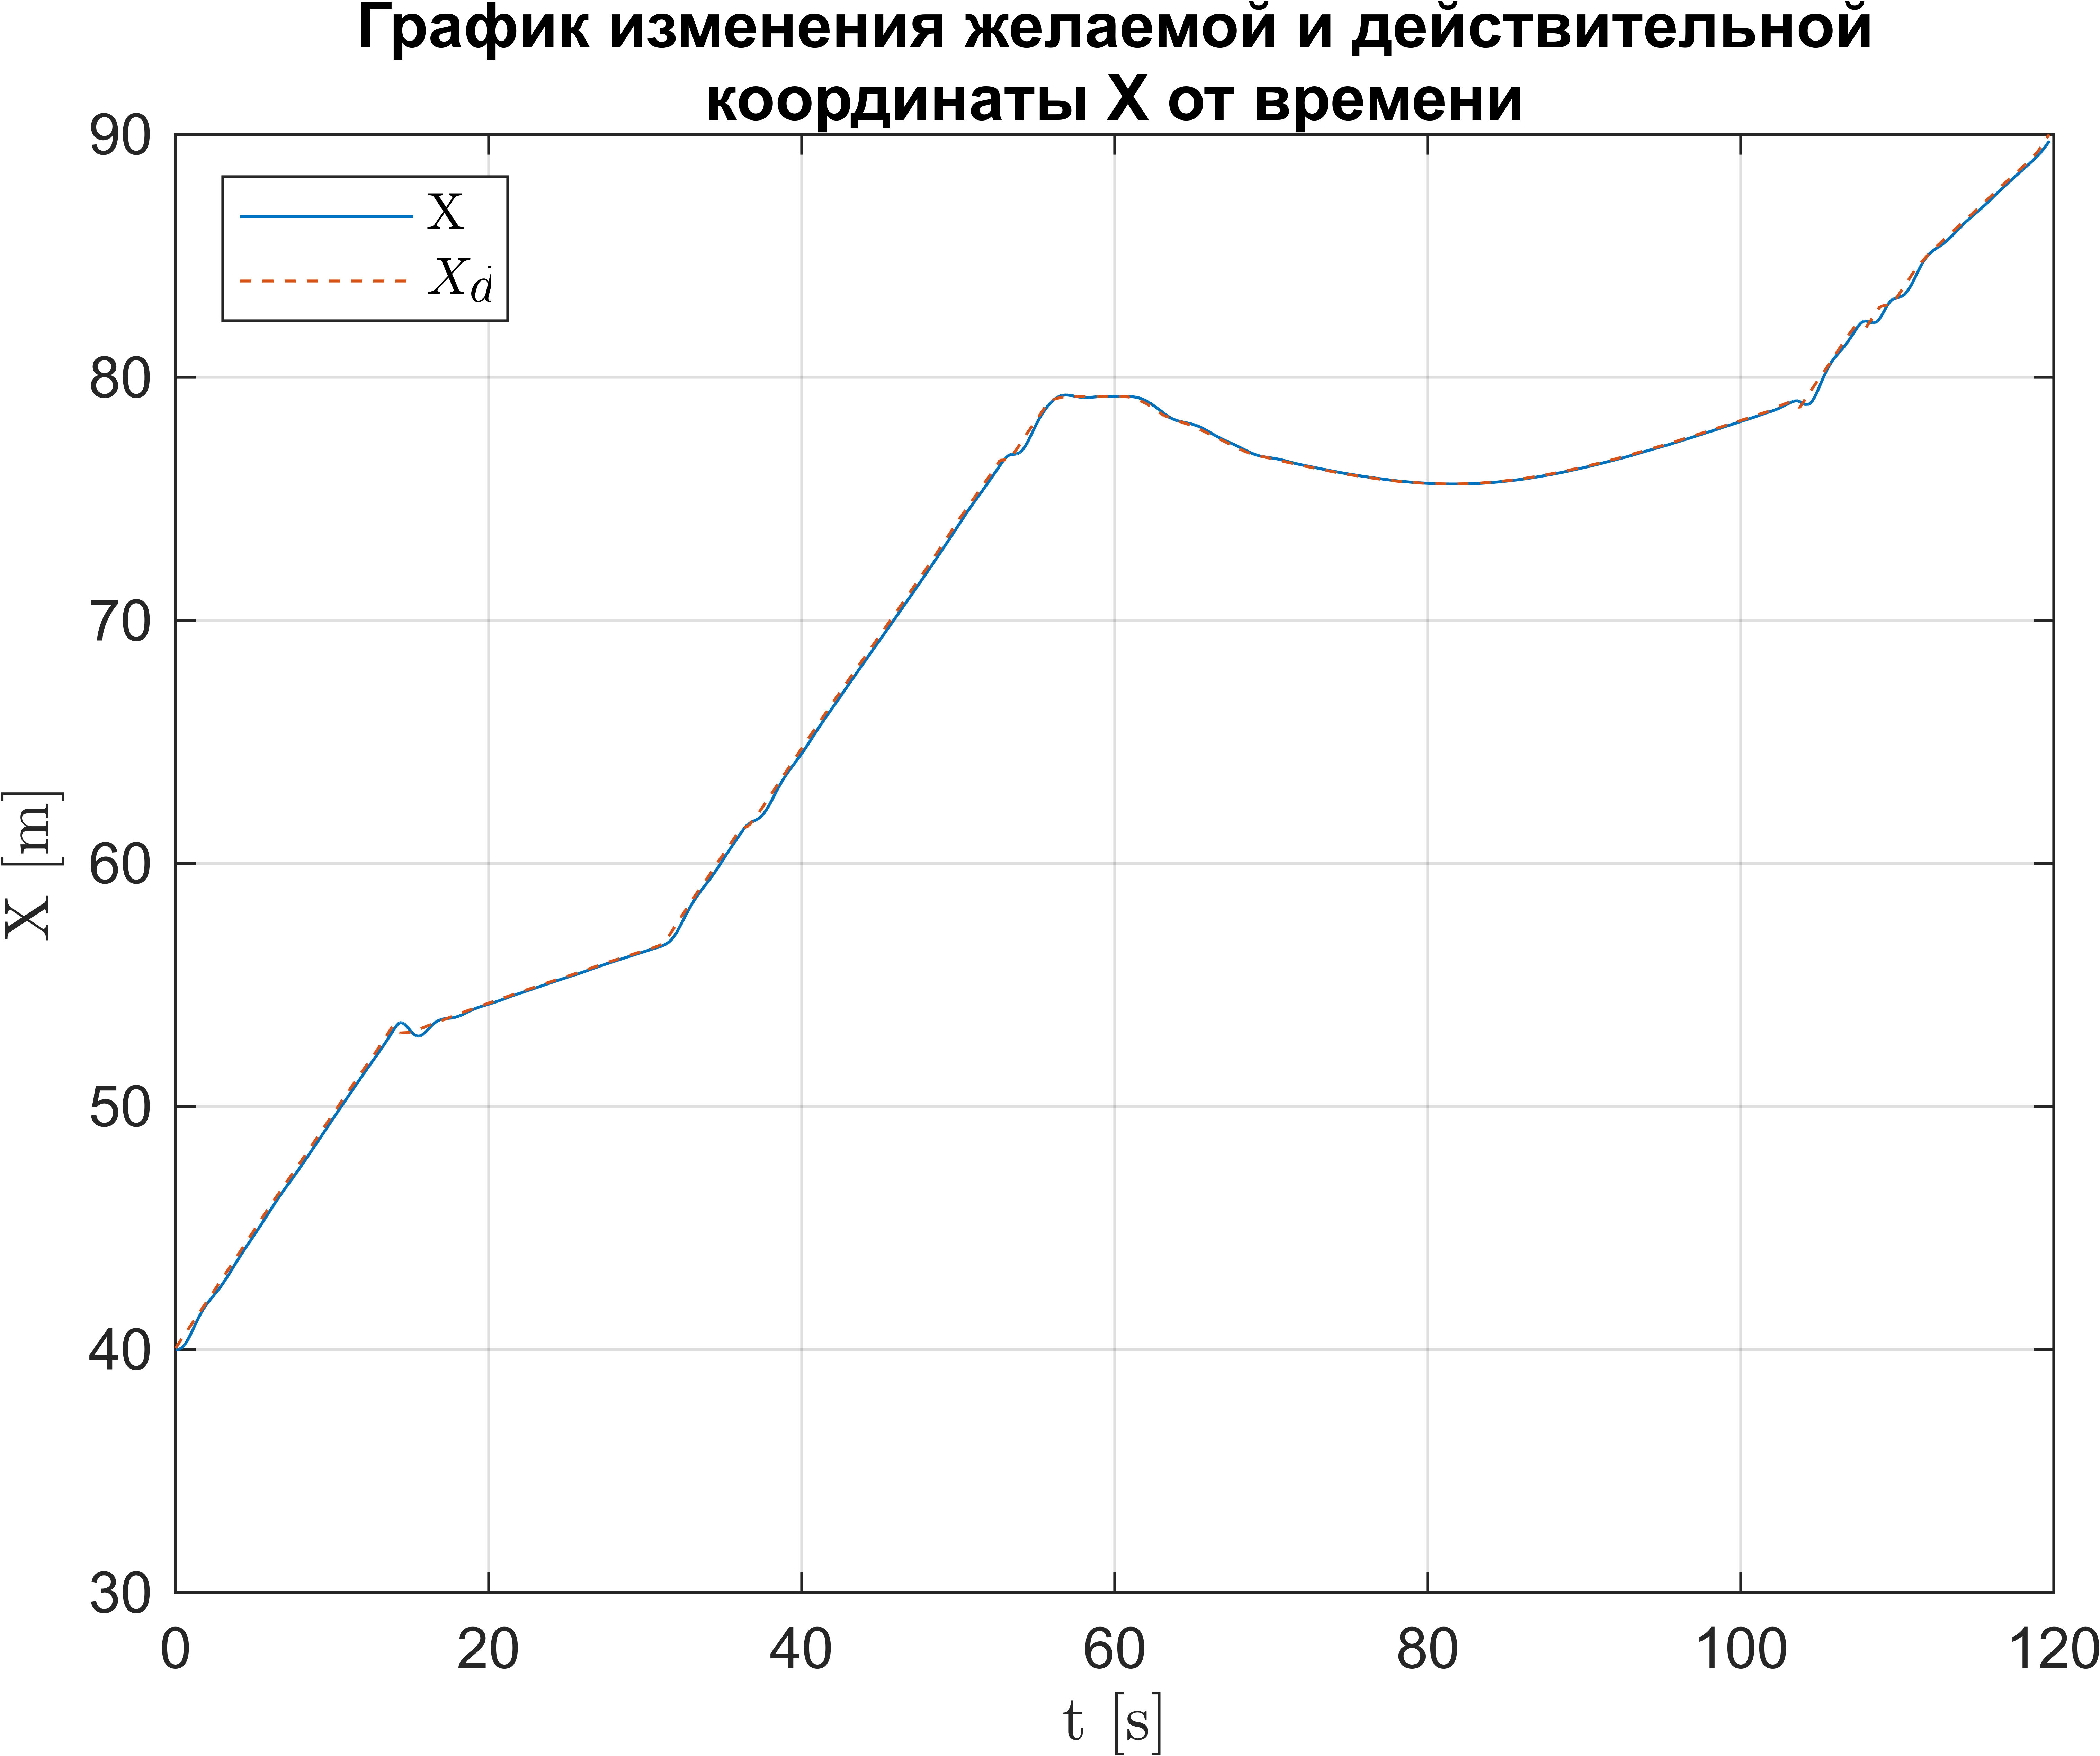 График изменения желаемой и действительной
координаты X от времени
90
X
X_d
80
70
60
50
40
30
X [m]
0 20 40 60 80 100 120
t [s]